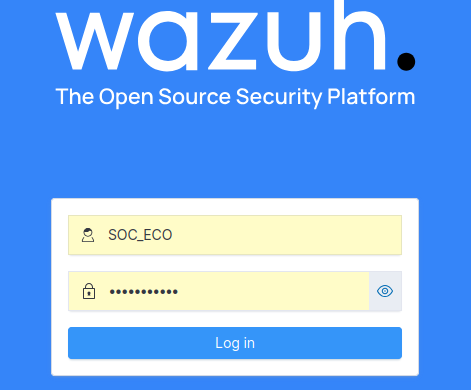 wazuh.
The Open Source Security Platform
SOC_ECO
•••••••••••
Log in